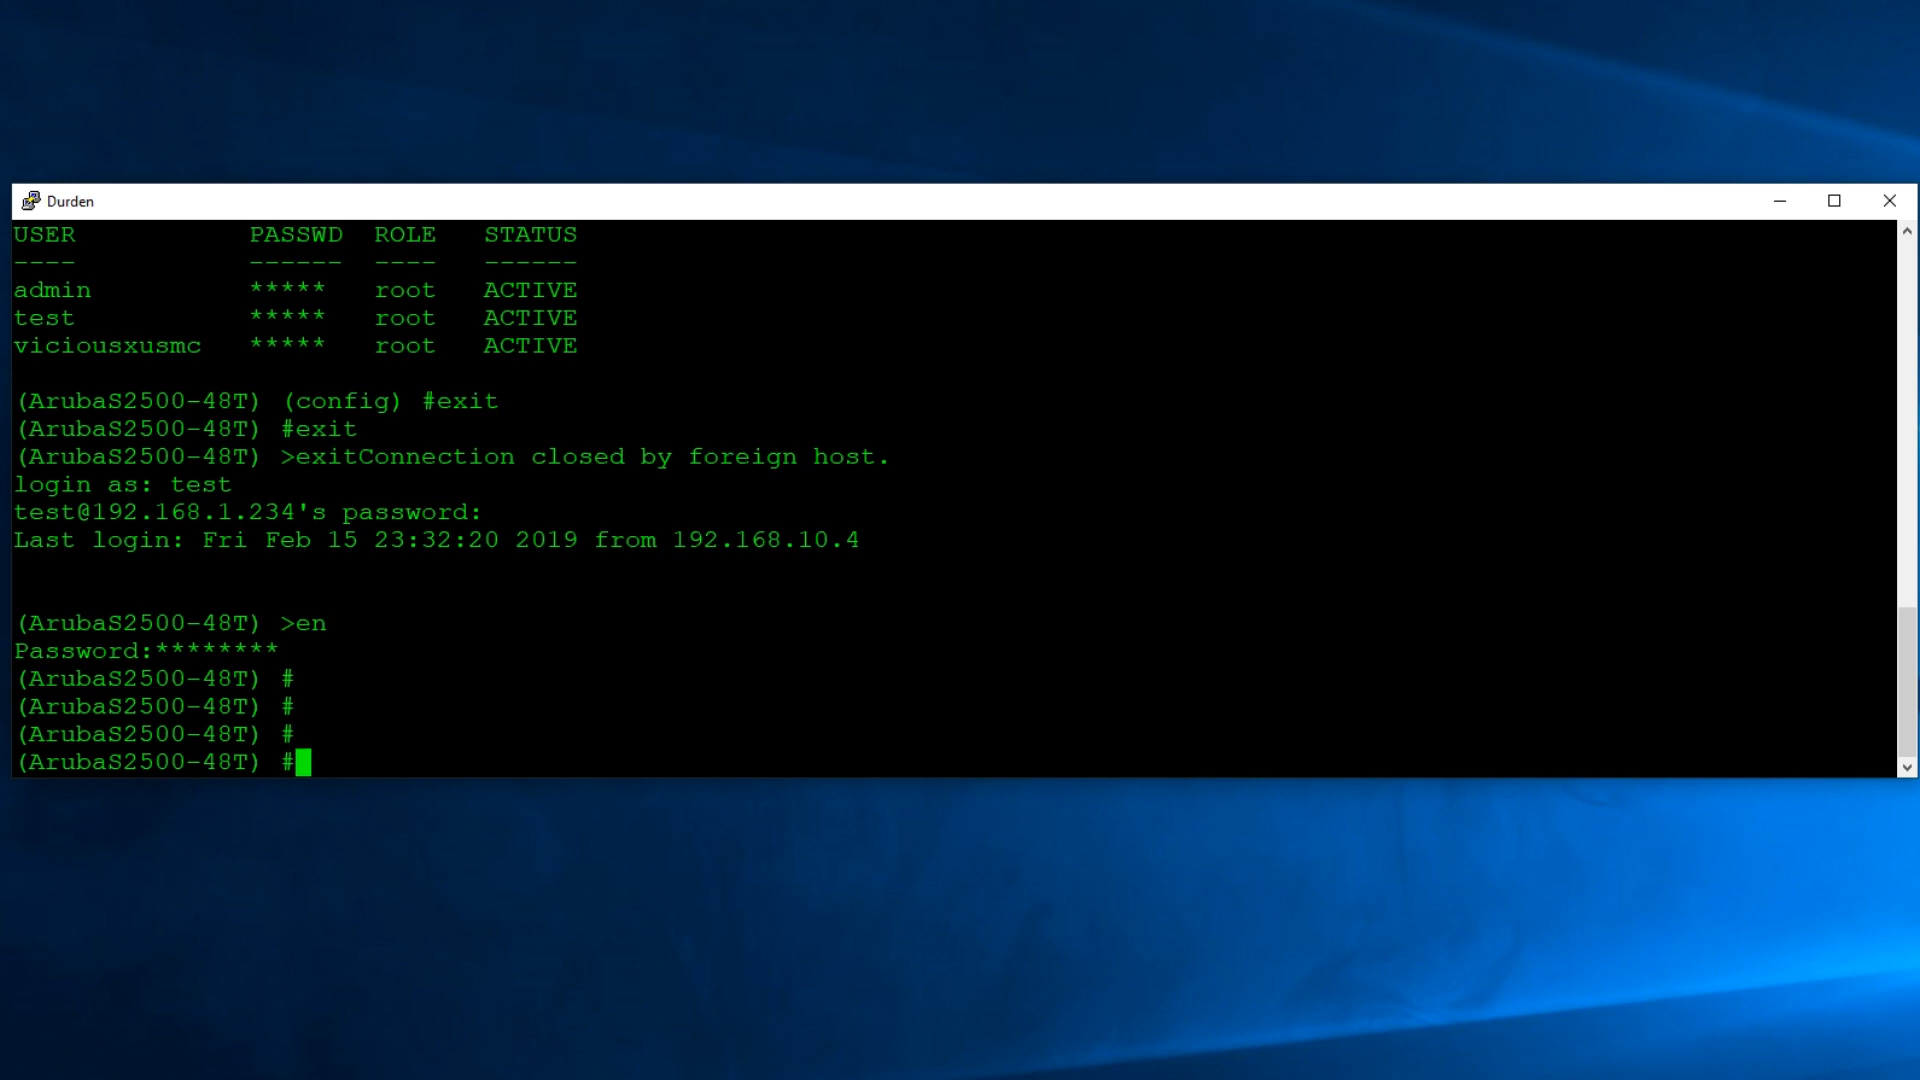 Durden
USER PASSWD ROLE STATUS
---- ------ ---- ------
admin ***** root ACTIVE
test ***** root ACTIVE
viciousxusmc ***** root ACTIVE
(ArubaS2500-48T) (config) #exit
(ArubaS2500-48T) #exit
(ArubaS2500-48T) >exitConnection closed by foreign host.
login as: test
test@192.168.1.234's password:
Last login: Fri Feb 15 23:32:20 2019 from 192.168.10.4
(ArubaS2500-48T) >en
Password:********
(ArubaS2500-48T) #
(ArubaS2500-48T) #
(ArubaS2500-48T) #
(ArubaS2500-48T) #